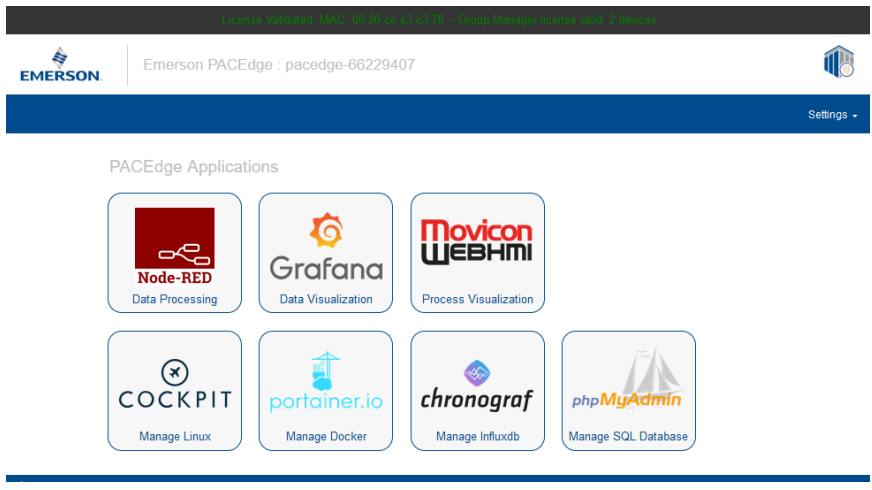 License Validated. MAC: 00.20.ce.e3.c3.76 -- Group Manager license valid: 2 devices
EMERSON.
Emerson PACEdge : pacedge-66229407
Settings
PACEdge Applications
Node-RED
Data Processing
Grafana
Data Visualization
Movicon
WEBHMI
Process Visualization
COCKPIT
Manage Linux
portainer.io
Manage Docker
chronograf
Manage Influxdb
phpMyAdmin
Manage SQL Database